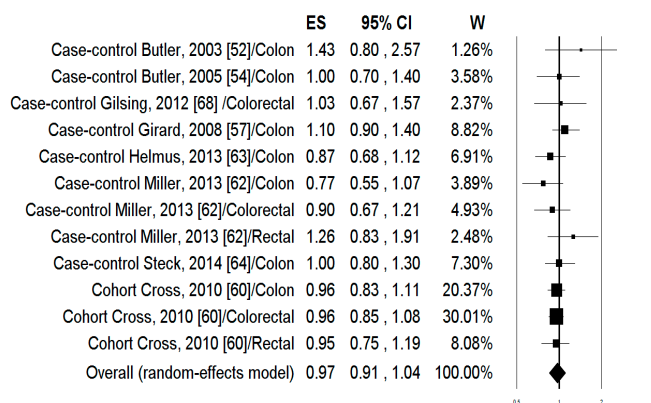 ES 95% CI W
Case-control Butler, 2003 [52]/Colon 1.43 0.80 , 2.57 1.26%
Case-control Butler, 2005 [54]/Colon 1.00 0.70 , 1.40 3.58%
Case-control Gilsing, 2012 [68] /Colorectal 1.03 0.67 , 1.57 2.37%
Case-control Girard, 2008 [57]/Colon 1.10 0.90 , 1.40 8.82%
Case-control Helmus, 2013 [63]/Colon 0.87 0.68 , 1.12 6.91%
Case-control Miller, 2013 [62]/Colon 0.77 0.55 , 1.07 3.89%
Case-control Miller, 2013 [62]/Colorectal 0.90 0.67 , 1.21 4.93%
Case-control Miller, 2013 [62]/Rectal 1.26 0.83 , 1.91 2.48%
Case-control Steck, 2014 [64]/Colon 1.00 0.80 , 1.30 7.30%
Cohort Cross, 2010 [60]/Colon 0.96 0.83 , 1.11 20.37%
Cohort Cross, 2010 [60]/Colorectal 0.96 0.85 , 1.08 30.01%
Cohort Cross, 2010 [60]/Rectal 0.95 0.75 , 1.19 8.08%
Overall (random-effects model) 0.97 0.91 , 1.04 100.00%
0.5 1 2